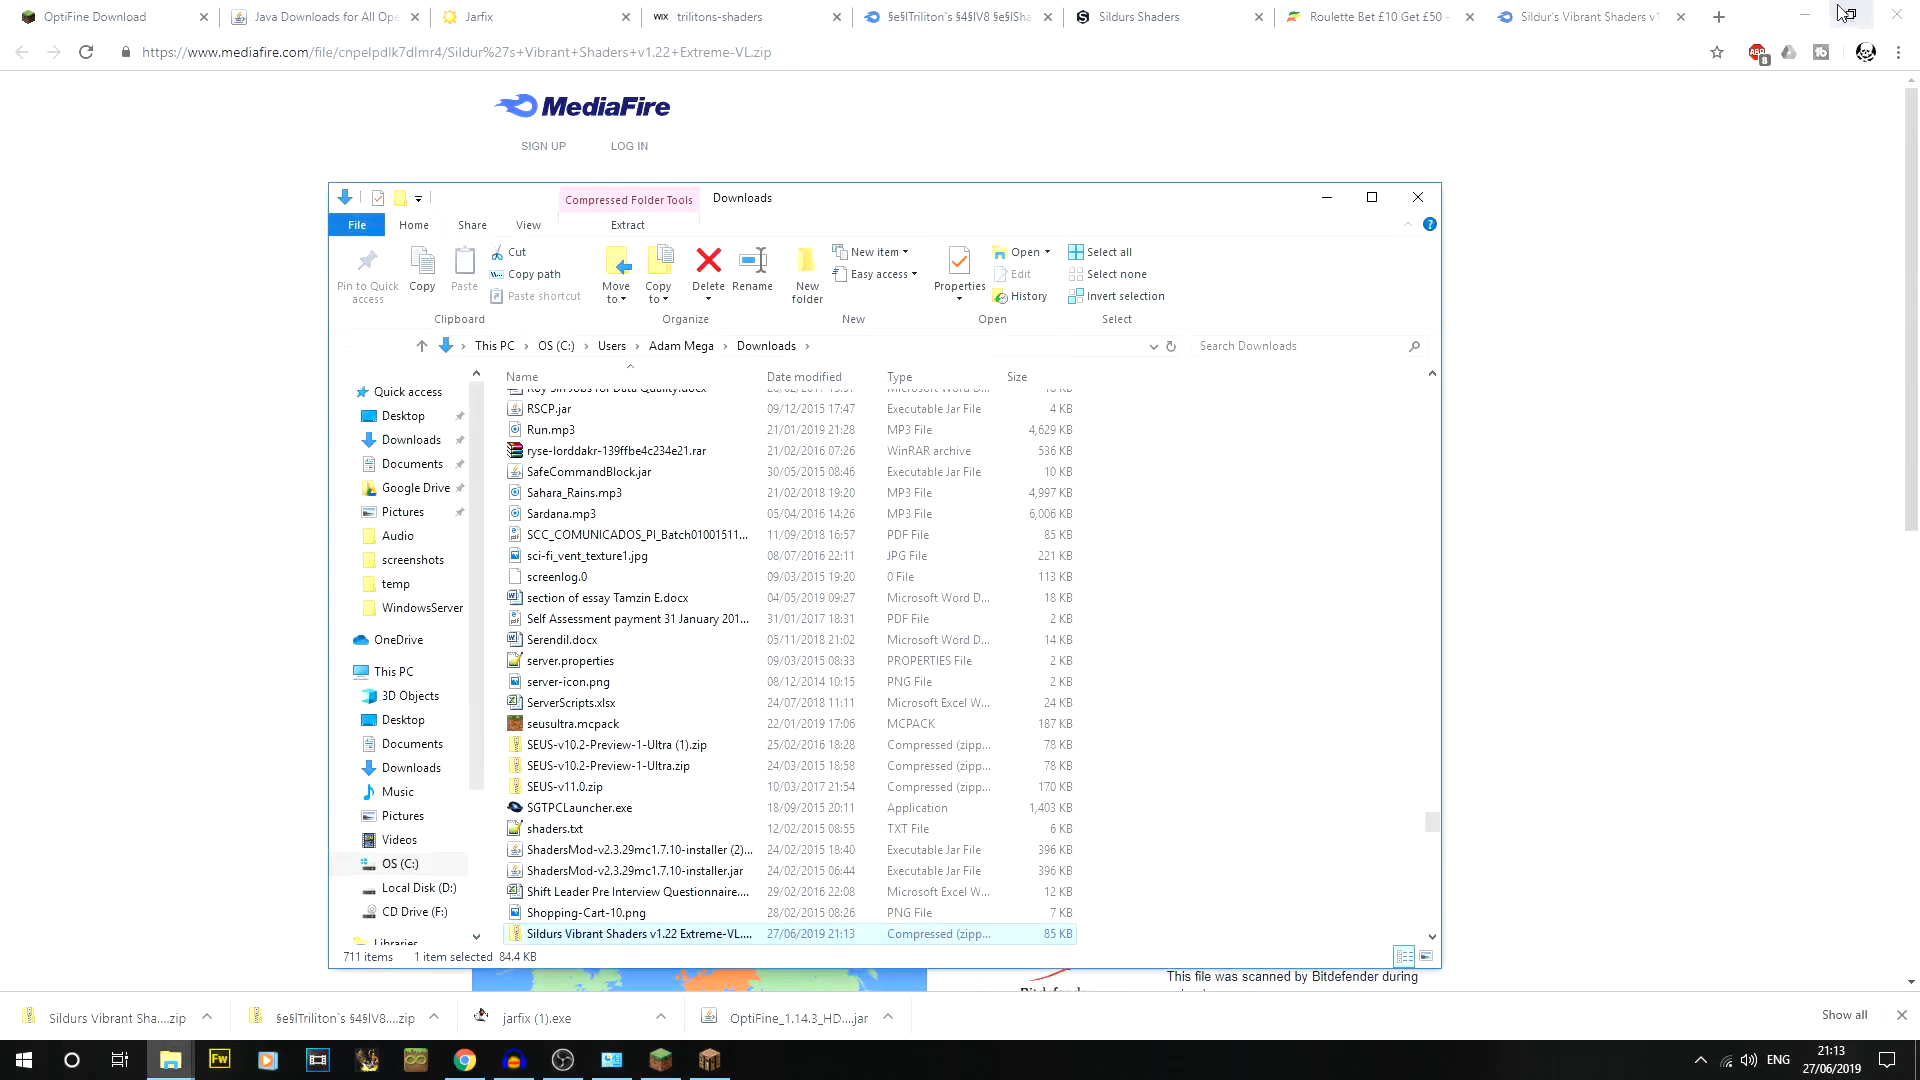 OptiFine Download
Java Downloads for All Ope
Jarfix
WiX trilitons-shaders
§e§lTriliton`s §4§lV8 §e§lSha
Sildurs Shaders
Roulette Bet £10 Get £50 -
Sildur's Vibrant Shaders v1
https://www.mediafire.com/file/cnpelpdlk7dlmr4/Sildur%27s+Vibrant+Shaders+v1.22+Extreme-VL.zip
ABP 8
MediaFire
SIGN UP LOG IN
Compressed Folder Tools Downloads
File Home Share View Extract
Pin to Quick access
Copy
Paste
Cut
Copy path
Paste shortcut
Clipboard
Move to
Copy to
Delete
Rename
Organize
New folder
New item
Easy access
New
Properties
Open
Edit
History
Open
Select all
Select none
Invert selection
Select
This PC OS (C:) Users Adam Mega Downloads
Search Downloads
Quick access
Desktop
Downloads
Documents
Google Drive
Pictures
Audio
screenshots
temp
WindowsServer
OneDrive
This PC
3D Objects
Desktop
Documents
Downloads
Music
Pictures
Videos
OS (C:)
Local Disk (D:)
CD Drive (F:)
Libraries
Name Date modified Type Size
RSCP.jar 09/12/2015 17:47 Executable Jar File 4 KB
Run.mp3 21/01/2019 21:28 MP3 File 4,629 KB
ryse-lorddakr-139ffbe4c234e21.rar 21/02/2016 07:26 WinRAR archive 536 KB
SafeCommandBlock.jar 30/05/2015 08:46 Executable Jar File 10 KB
Sahara_Rains.mp3 21/02/2018 19:20 MP3 File 4,997 KB
Sardana.mp3 05/04/2016 14:26 MP3 File 6,006 KB
SCC_COMUNICADOS_PI_Batch01001511... 11/09/2018 16:57 PDF File 85 KB
sci-fi_vent_texture1.jpg 08/07/2016 22:11 JPG File 221 KB
screenlog.0 09/03/2015 19:20 0 File 113 KB
section of essay Tamzin E.docx 04/05/2019 09:27 Microsoft Word D... 18 KB
Self Assessment payment 31 January 201... 31/01/2017 18:31 PDF File 2 KB
Serendil.docx 05/11/2018 21:02 Microsoft Word D... 14 KB
server.properties 09/03/2015 08:33 PROPERTIES File 2 KB
server-icon.png 08/12/2014 10:15 PNG File 2 KB
ServerScripts.xlsx 24/07/2018 11:11 Microsoft Excel W... 24 KB
seusultra.mcpack 22/01/2019 17:06 MCPACK 187 KB
SEUS-v10.2-Preview-1-Ultra (1).zip 25/02/2016 18:28 Compressed (zipp... 78 KB
SEUS-v10.2-Preview-1-Ultra.zip 24/03/2015 18:58 Compressed (zipp... 78 KB
SEUS-v11.0.zip 10/03/2017 21:54 Compressed (zipp... 170 KB
SGTPCLauncher.exe 18/09/2015 20:11 Application 1,403 KB
shaders.txt 12/02/2015 08:55 TXT File 6 KB
ShadersMod-v2.3.29mc1.7.10-installer (2)... 24/02/2015 18:40 Executable Jar File 396 KB
ShadersMod-v2.3.29mc1.7.10-installer.jar 24/02/2015 06:44 Executable Jar File 396 KB
Shift Leader Pre Interview Questionnaire.... 29/02/2016 22:08 Microsoft Excel W... 12 KB
Shopping-Cart-10.png 28/02/2015 08:26 PNG File 7 KB
Sildurs Vibrant Shaders v1.22 Extreme-VL.... 27/06/2019 21:13 Compressed (zipp... 85 KB
711 items 1 item selected 84.4 KB
This file was scanned by Bitdefender during
Sildurs Vibrant Sha....zip
§e§lTriliton`s §4§lV8....zip
jarfix (1).exe
OptiFine_1.14.3_HD....jar
Show all
Fw
ENG
21:13
27/06/2019